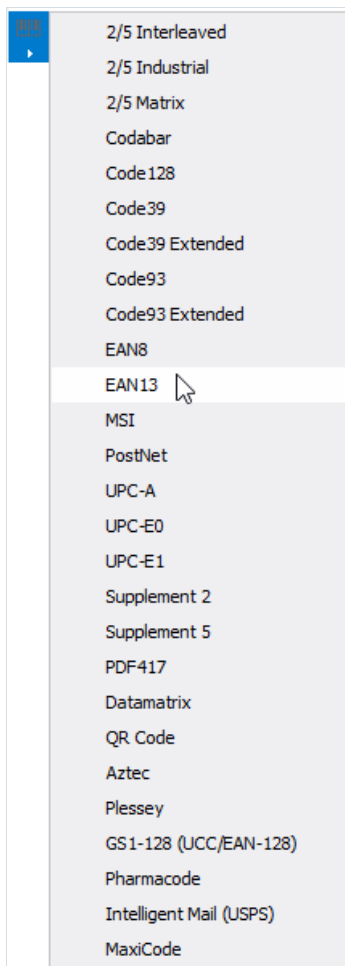 2/5 Interleaved
2/5 Industrial
2/5 Matrix
Codabar
Code128
Code39
Code39 Extended
Code93
Code93 Extended
EAN8
EAN13
MSI
PostNet
UPC-A
UPC-E0
UPC-E1
Supplement 2
Supplement 5
PDF417
Datamatrix
QR Code
Aztec
Plessey
GS1-128 (UCC/EAN-128)
Pharmacode
Intelligent Mail (USPS)
MaxiCode